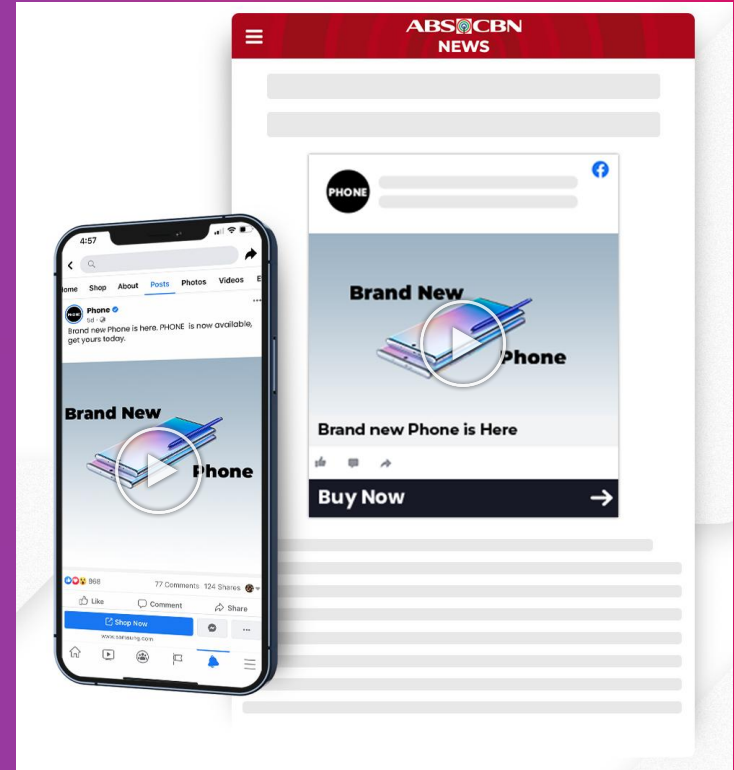 ABS CBN
NEWS
PHONE
Brand New
Phone
Brand new Phone is Here
Buy Now
4:57
ome Shop About Posts Photos Videos E
Phone
5d
Brand new Phone is here. PHONE is now available,
get yours today.
Brand New
Phone
868 77 Comments 124 Shares
Like Comment Share
Shop Now
www.samsung.com